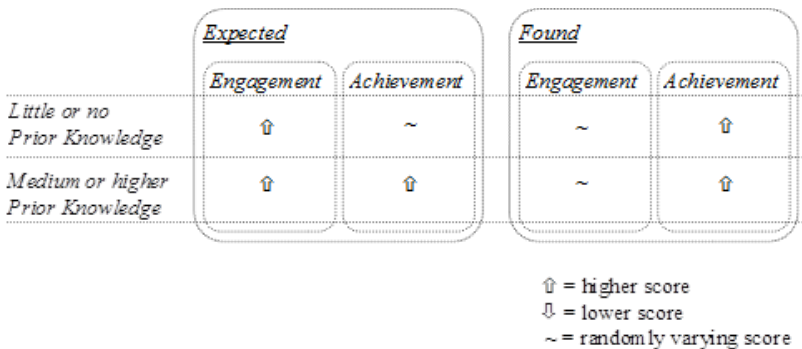 Expected Found
Engagement Achievement Engagement Achievement
Little or no
Prior Knowledge ⇧ ~ ~ ⇧
Medium or higher
Prior Knowledge ⇧ ⇧ ~ ⇧
⇧ = higher score
⇩ = lower score
~ = randomly varying score